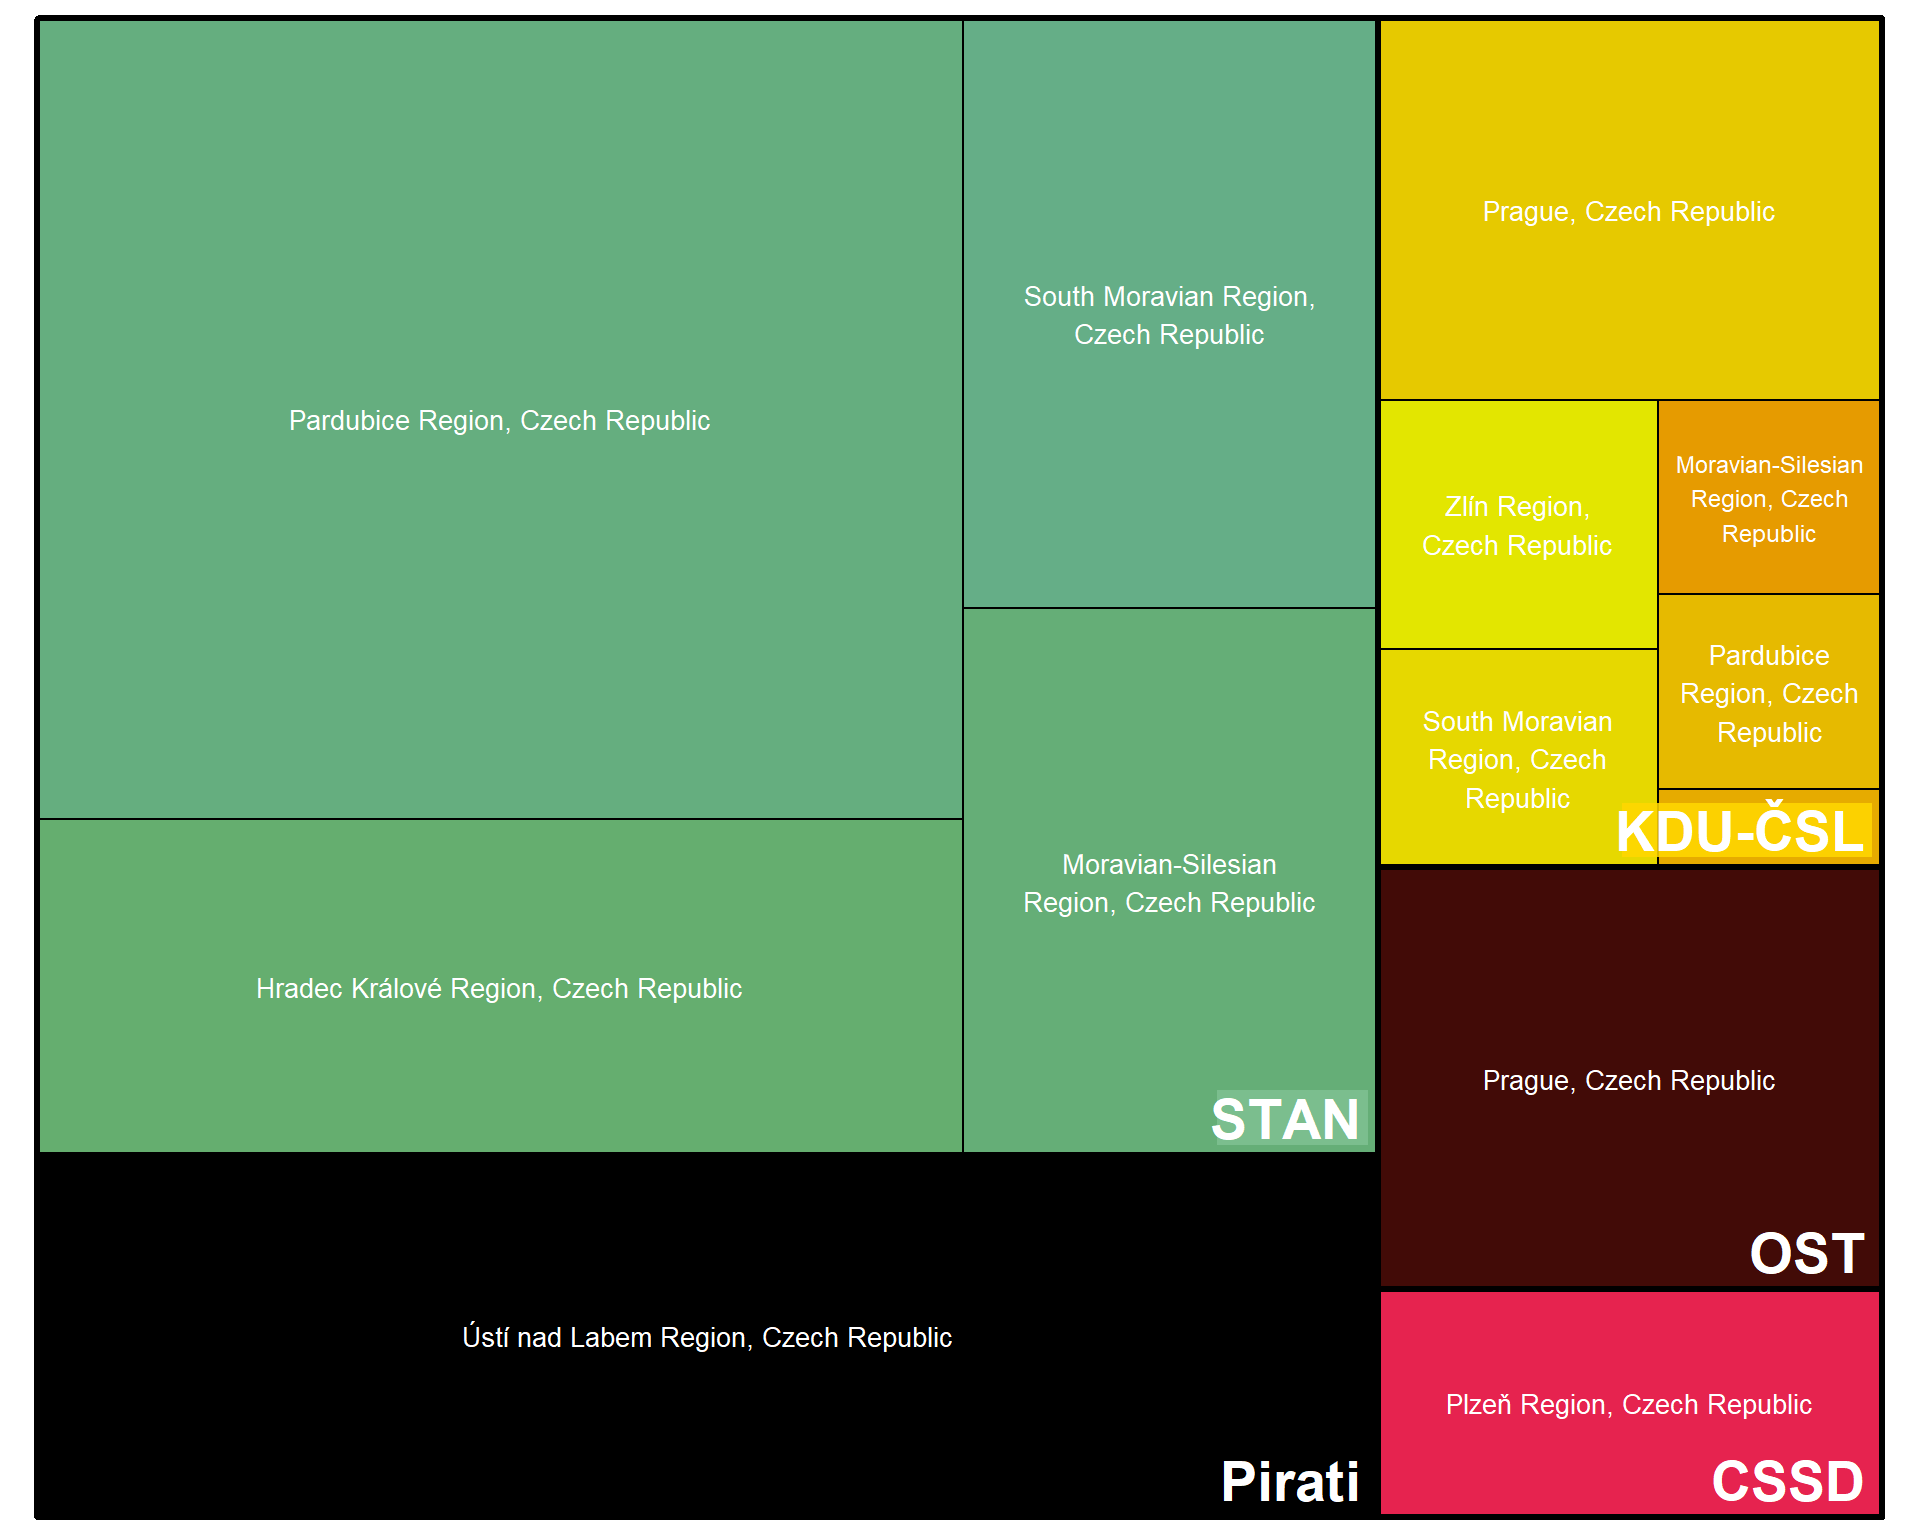 Pardubice Region, Czech Republic
Hradec Králové Region, Czech Republic
South Moravian Region,
Czech Republic
Moravian-Silesian
Region, Czech Republic
STAN
Ústí nad Labem Region, Czech Republic
Pirati
Prague, Czech Republic
Zlín Region,
Czech Republic
South Moravian
Region, Czech
Republic
Moravian-Silesian
Region, Czech
Republic
Pardubice
Region, Czech
Republic
KDU-ČSL
Prague, Czech Republic
OST
Plzeň Region, Czech Republic
CSSD